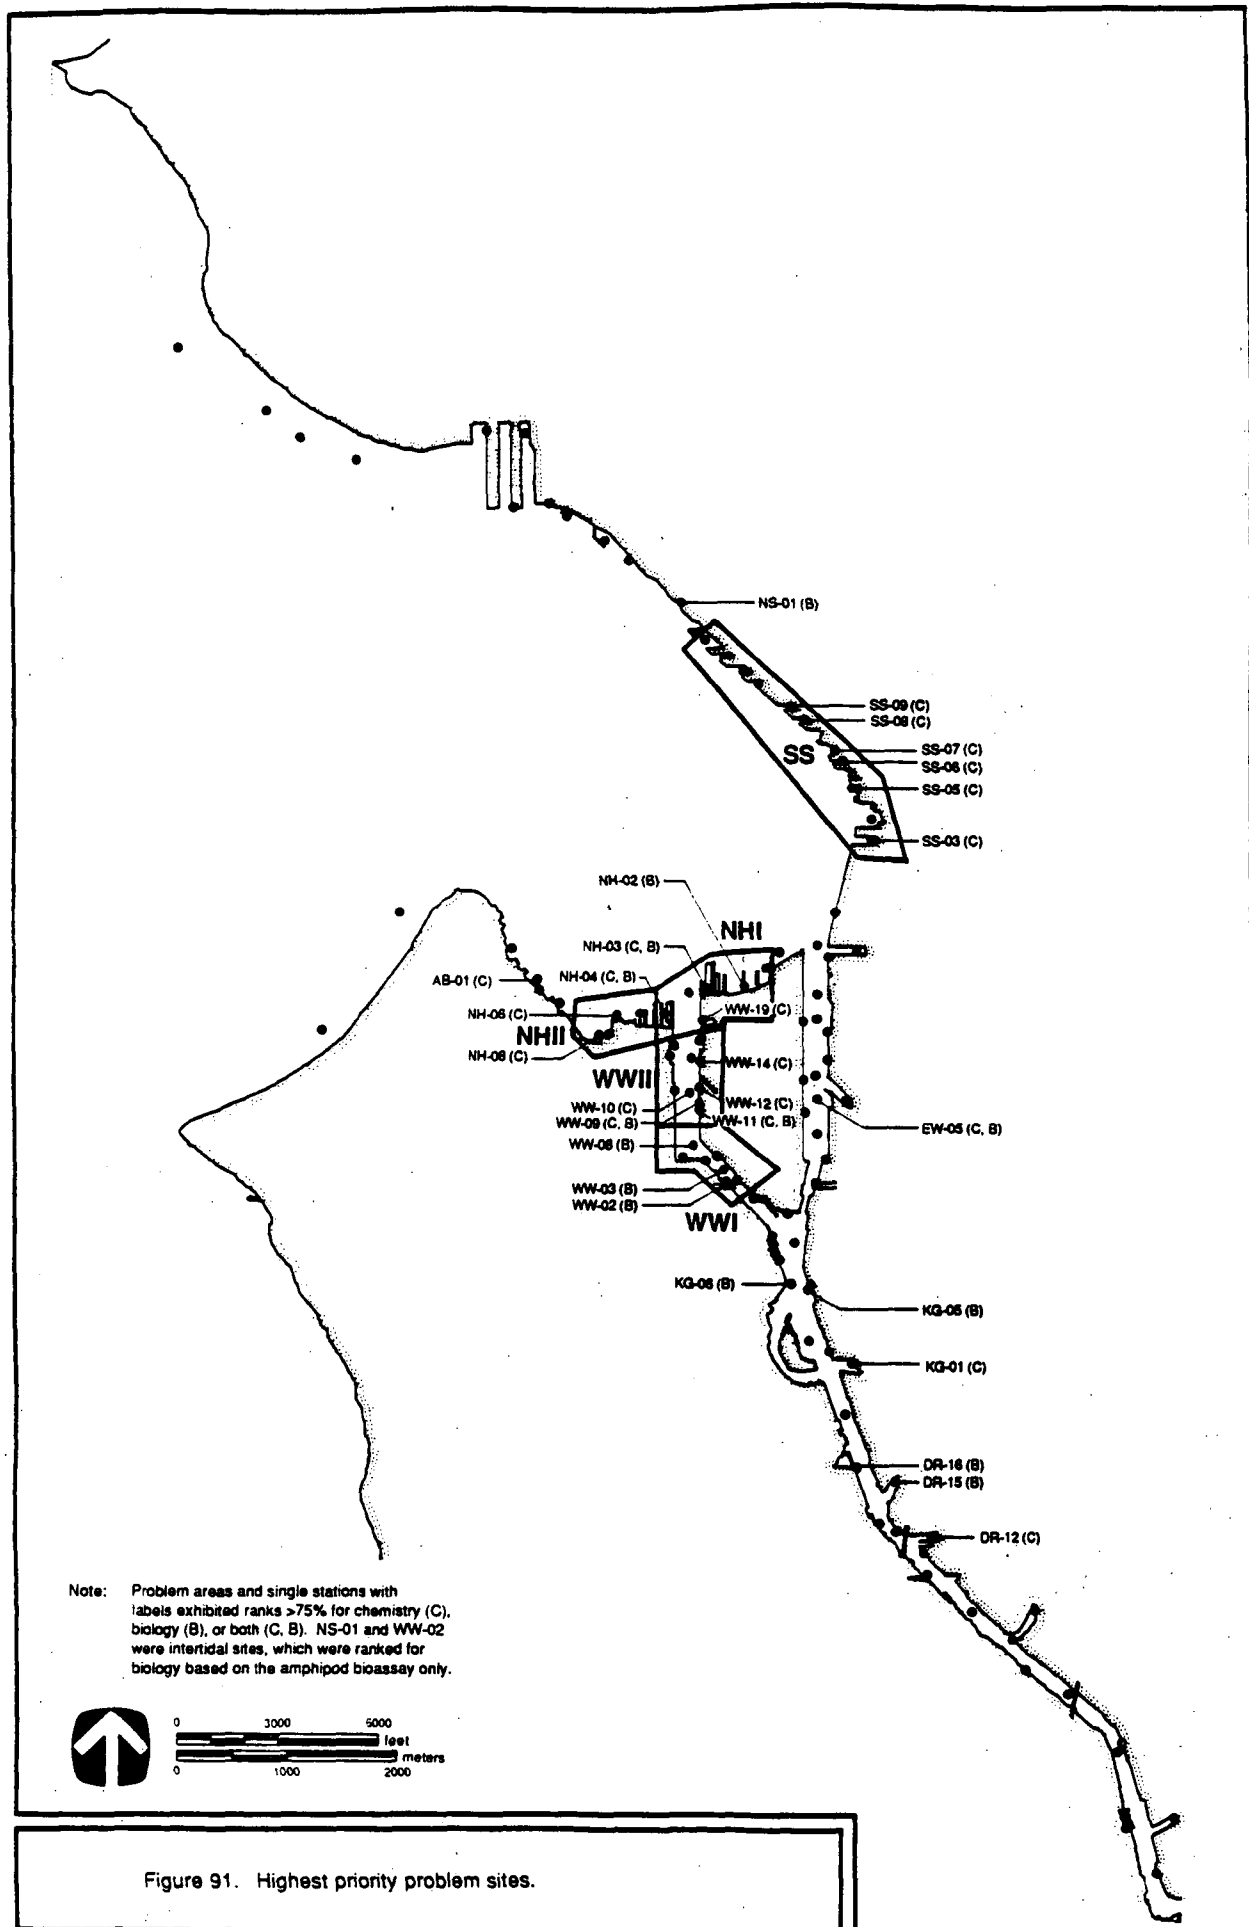 NS-01 (B)
SS-09 (C)
SS-08 (C)
SS
SS-07 (C)
SS-06 (C)
SS-05 (C)
SS-03 (C)
NH-02 (B)
NHI
NH-03 (C, B)
AB-01 (C)
NH-04 (C, B)
NH-06 (C)
WW-19 (C)
NHII
NH-08 (C)
WW-14 (C)
WWII
WW-10 (C)
WW-12 (C)
WW-09 (C, B)
WW-11 (C, B)
EW-05 (C, B)
WW-08 (B)
WW-03 (B)
WW-02 (B)
WWI
KG-06 (B)
KG-05 (B)
KG-01 (C)
DR-16 (B)
DR-15 (B)
DR-12 (C)
Note: Problem areas and single stations with
labels exhibited ranks >75% for chemistry (C),
biology (B), or both (C, B). NS-01 and WW-02
were intertidal sites, which were ranked for
biology based on the amphipod bioassay only.
0 3000 6000
feet
meters
0 1000 2000
Figure 91. Highest priority problem sites.